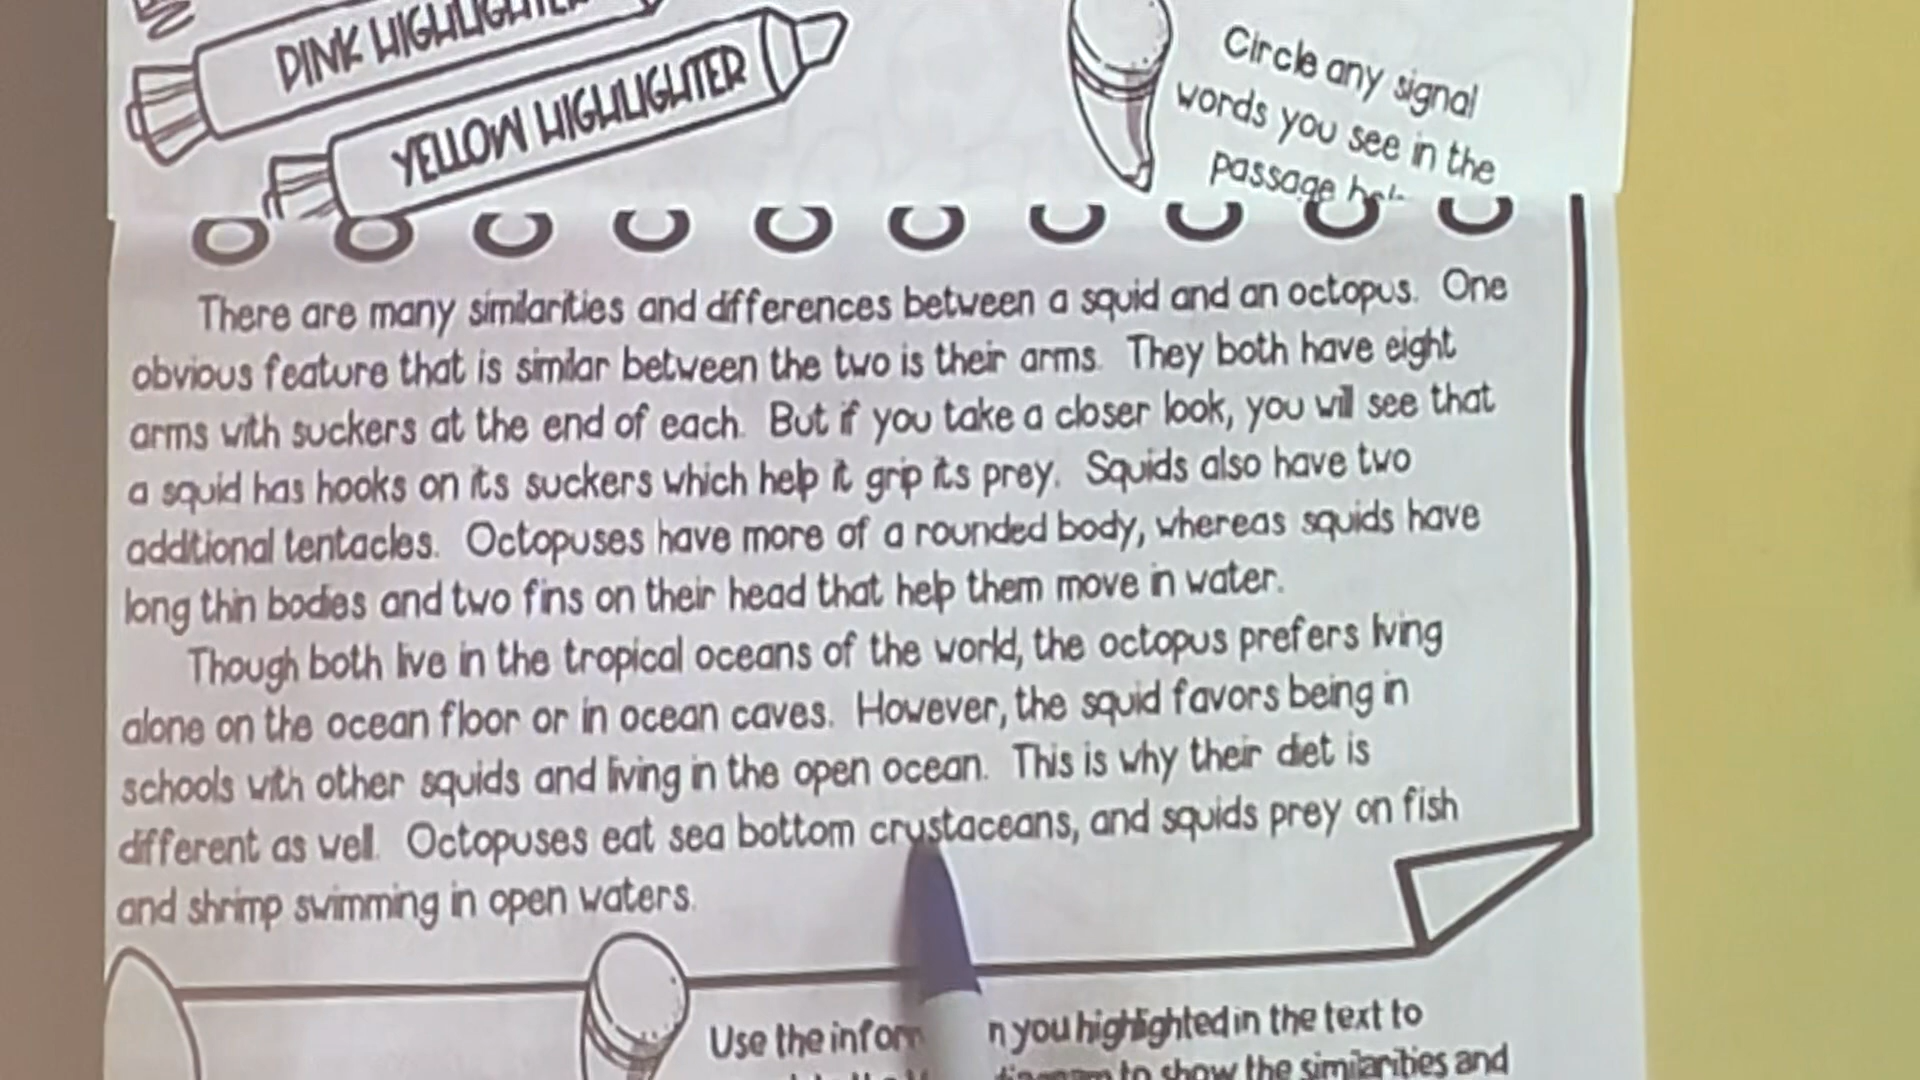 PINK HIGHLIGHTER
YELLOW HIGHLIGHTER
Circle any signal
words you see in the
passage
There are many similarities and differences between a squid and an octopus. One
obvious feature that is similar between the two is their arms. They both have eight
arms with suckers at the end of each. But if you take a closer look, you will see that
a squid has hooks on its suckers which help it grip its prey. Squids also have two
additional tentacles. Octopuses have more of a rounded body, whereas squids have
long thin bodies and two fins on their head that help them move in water.
Though both live in the tropical oceans of the world, the octopus prefers living
alone on the ocean floor or in ocean caves. However, the squid favors being in
schools with other squids and living in the open ocean. This is why their diet is
different as well. Octopuses eat sea bottom crustaceans, and squids prey on fish
and shrimp swimming in open waters.
Use the you highlighted in the text to
to show the similarities and